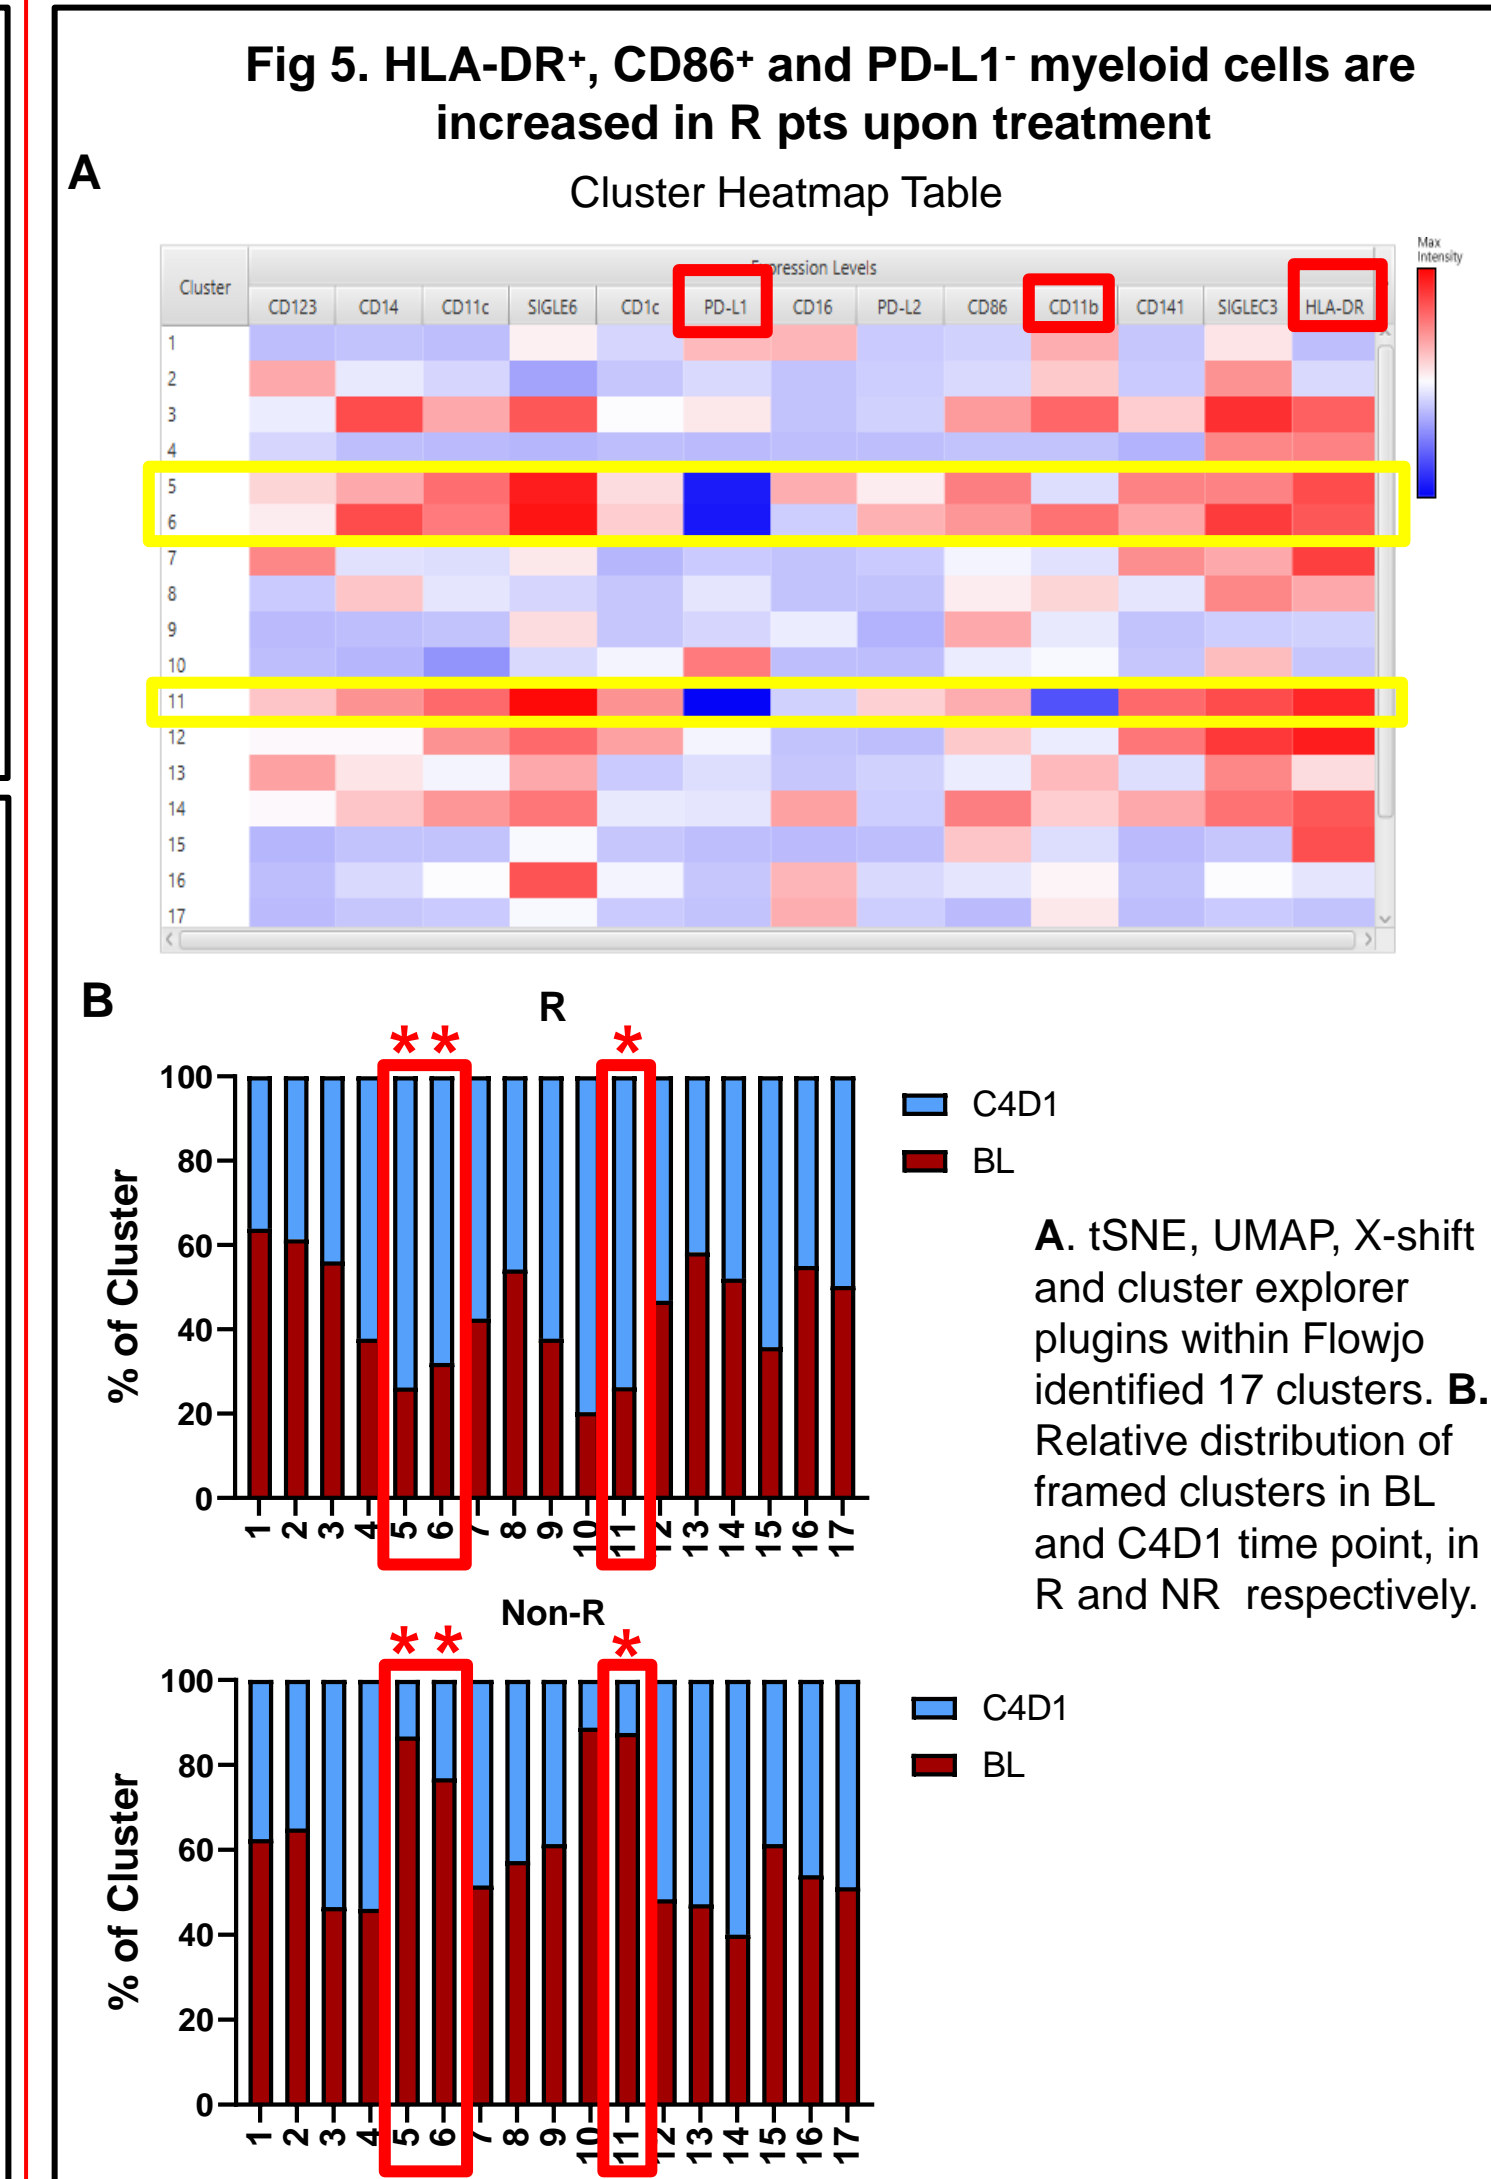 Fig 5. HLA-DR+, CD86+ and PD-L1- myeloid cells are
increased in R pts upon treatment
A
Cluster Heatmap Table
Max
Intensity
Cluster
Expression Levels
CD123 CD14 CD11c SIGLE6 CD1c PD-L1 CD16 PD-L2 CD86 CD11b CD141 SIGLEC3 HLA-DR
1
2
3
4
5
6
7
8
9
10
11
12
13
14
15
16
17
B
R
* * *
100
80
60
40
20
0
% of Cluster
1 2 3 4 5 6 7 8 9 10 11 12 13 14 15 16 17
C4D1
BL
A. tSNE, UMAP, X-shift
and cluster explorer
plugins within Flowjo
identified 17 clusters. B.
Relative distribution of
framed clusters in BL
and C4D1 time point, in
R and NR respectively.
Non-R
* * *
100
80
60
40
20
0
% of Cluster
1 2 3 4 5 6 7 8 9 10 11 12 13 14 15 16 17
C4D1
BL